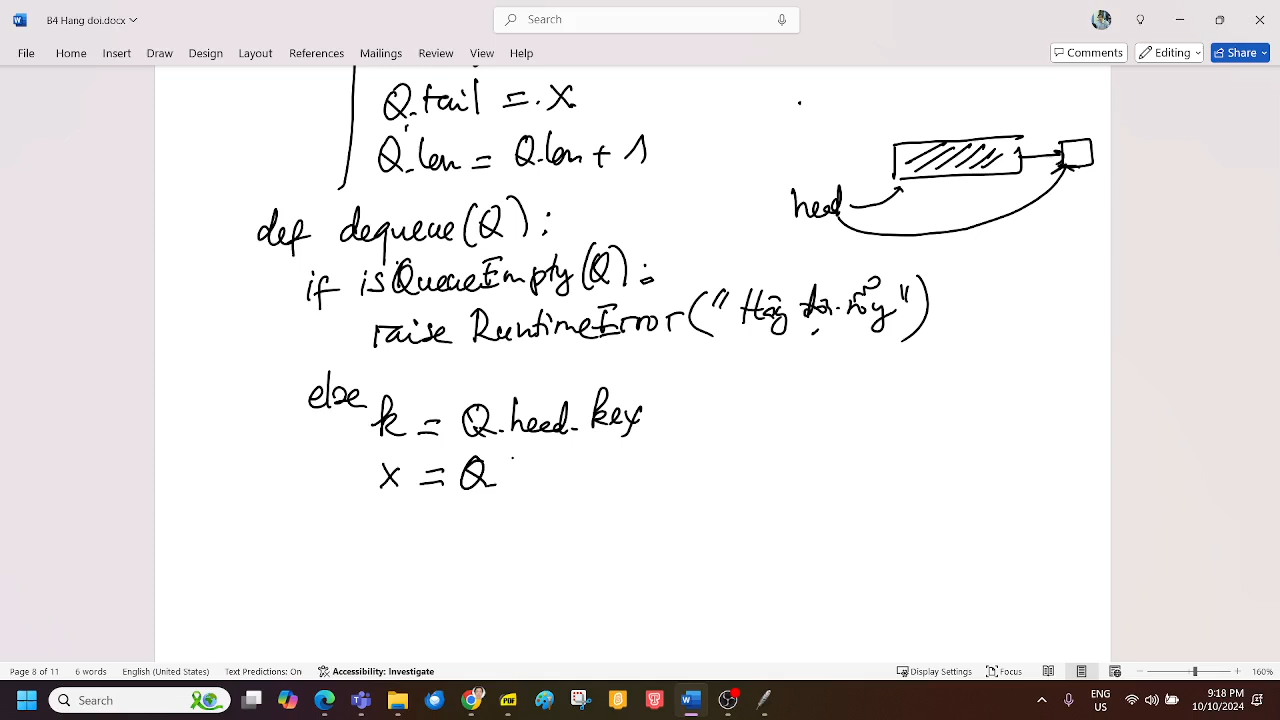 B4 Hang doi.docx
Search
File Home Insert Draw Design Layout References Mailings Review View Help
Comments Editing Share
Q.tail = X
Q.len = Q.len + 1
head
def dequeue(Q):
if isQueueEmpty(Q):
raise RuntimeError("
")
else
k = Q.head.key
x = Q
Page 8 of 11 6 words English (United States) Text Predictions: On Accessibility: Investigate Display Settings Focus 160%
Search
ENG
US
9:18 PM
10/10/2024